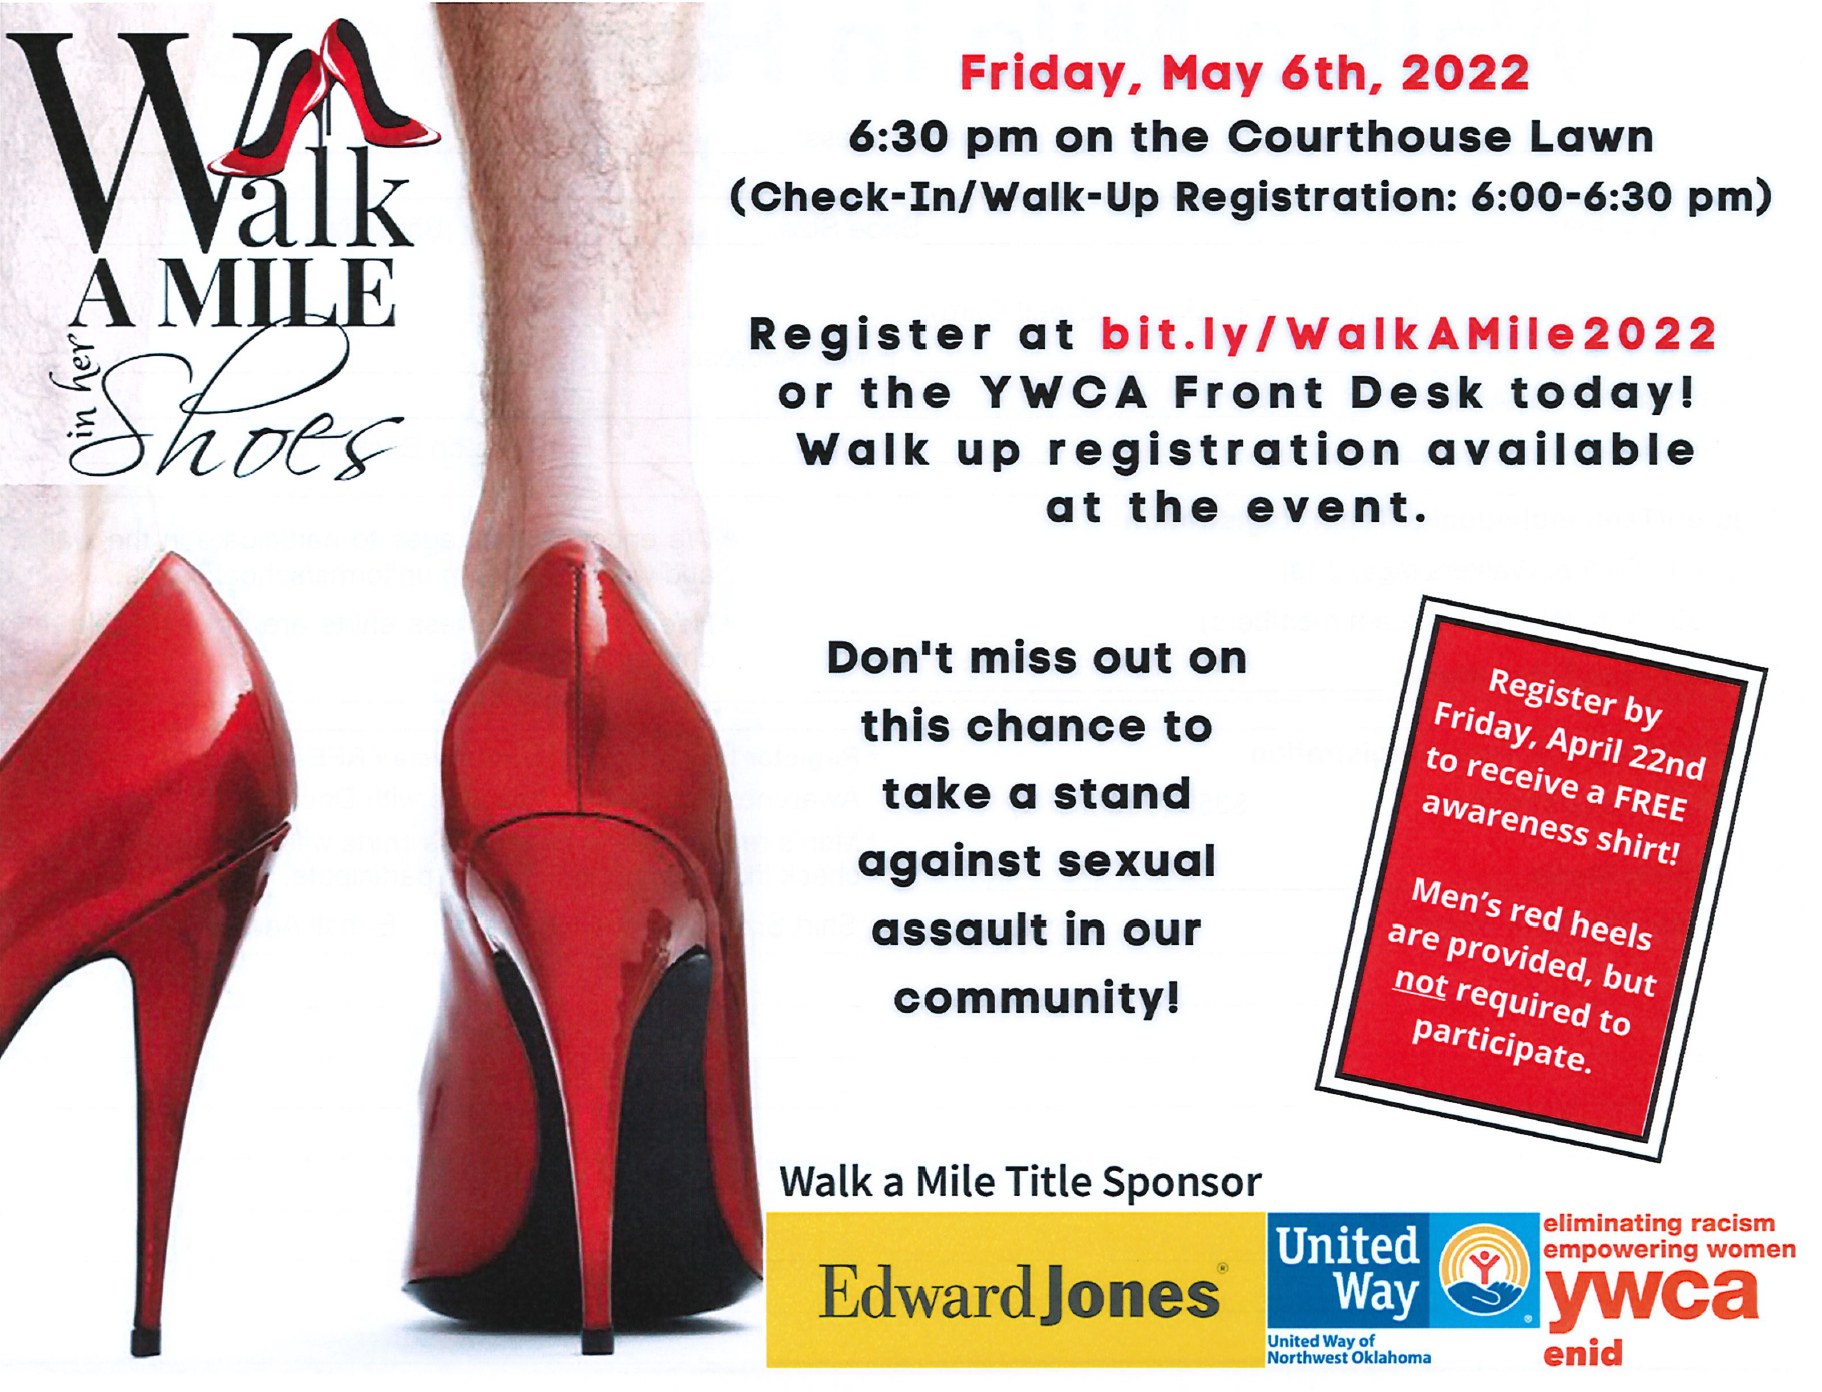 Walk
A MILE
in her
Shoes
Friday, May 6th, 2022
6:30 pm on the Courthouse Lawn
(Check-In/Walk-Up Registration: 6:00-6:30 pm)
Register at bit.ly/WalkAMile2022
or the YWCA Front Desk today!
Walk up registration available
at the event.
Don't miss out on
this chance to
take a stand
against sexual
assault in our
community!
Register by
Friday, April 22nd
to receive a FREE
awareness shirt!
Men's red heels
are provided, but
not required to
participate.
Walk a Mile Title Sponsor
Edward Jones®
United
Way
United Way of
Northwest Oklahoma
eliminating racism
empowering women
ywca
enid